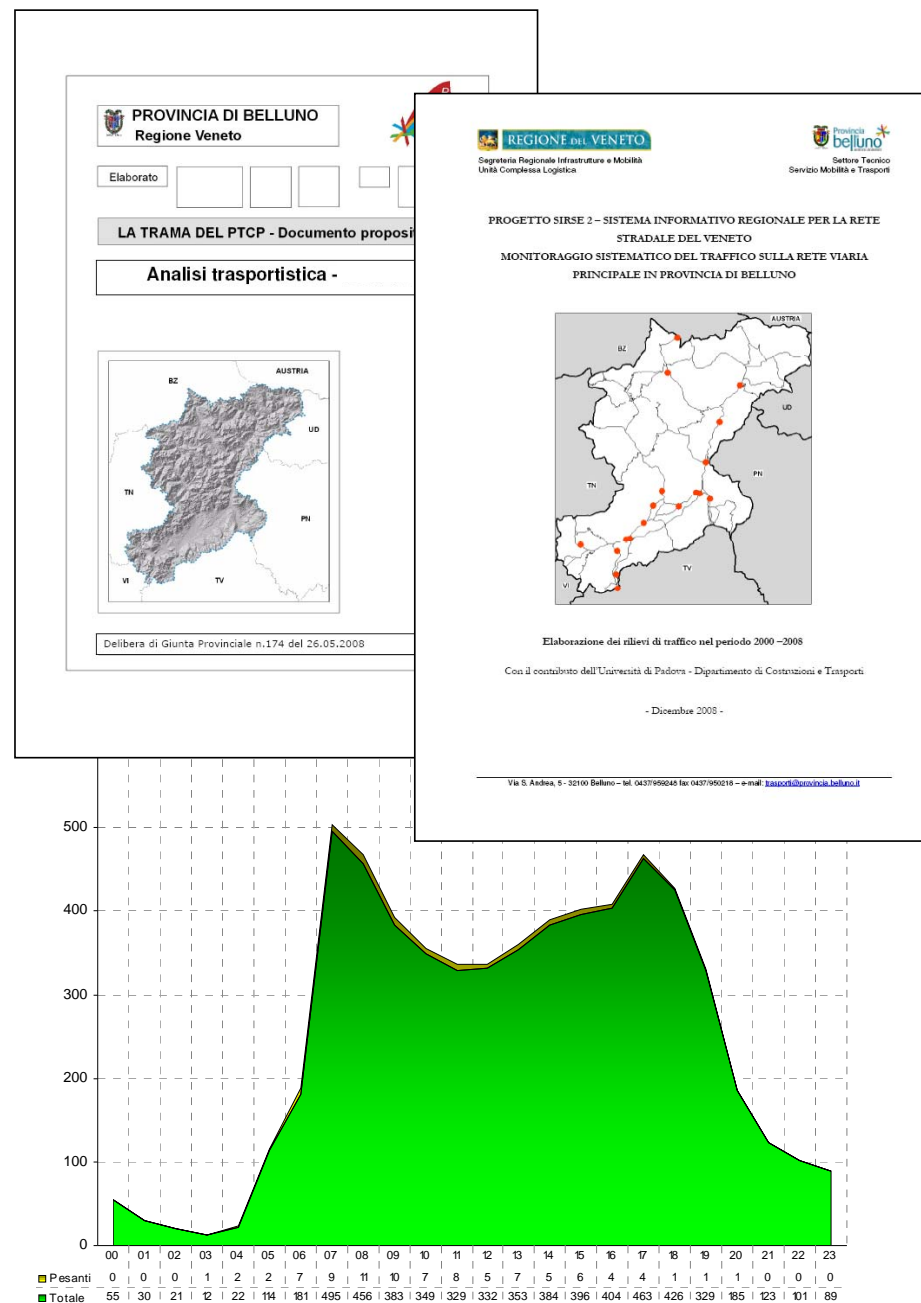 PROVINCIA DI BELLUNO
Regione Veneto
Elaborato
LA TRAMA DEL PTCP - Documento
Analisi trasportistica -
BZ
AUSTRIA
UD
TN
PN
VI
TV
Delibera di Giunta Provinciale n.174 del 26.05.2008
REGIONE DEL VENETO
Segreteria Regionale Infrastrutture e Mobilità
Unità Complessa Logistica
Provincia
belluno
Settore Tecnico
Servizio Mobilità e Trasporti
PROGETTO SIRSE 2 – SISTEMA INFORMATIVO REGIONALE PER LA RETE
STRADALE DEL VENETO
MONITORAGGIO SISTEMATICO DEL TRAFFICO SULLA RETE VIARIA
PRINCIPALE IN PROVINCIA DI BELLUNO
AUSTRIA
BZ
UD
PN
TN
TV
VI
Elaborazione dei rilievi di traffico nel periodo 2000 –2008
Con il contributo dell'Università di Padova - Dipartimento di Costruzioni e Trasporti
- Dicembre 2008 -
Via S. Andrea, 5 - 32100 Belluno – tel. 0437/959248 fax 0437/950218 – e-mail: trasporti@provincia.belluno.it
500
400
300
200
100
0
00 01 02 03 04 05 06 07 08 09 10 11 12 13 14 15 16 17 18 19 20 21 22 23
Pesanti 0 0 0 1 2 2 7 9 11 10 7 8 5 7 5 6 4 4 1 1 1 0 0 0
Totale 55 30 21 12 22 114 181 495 456 383 349 329 332 353 384 396 404 463 426 329 185 123 101 89